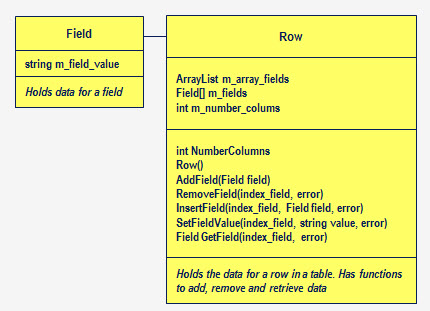 Field
string m_field_value
Holds data for a field
Row
ArrayList m_array_fields
Field[] m_fields
int m_number_colums
int NumberColumns
Row()
AddField(Field field)
RemoveField(index_field, error)
InsertField(index_field, Field field, error)
SetFieldValue(index_field, string value, error)
Field GetField(index_field, error)
Holds the data for a row in a table. Has functions
to add, remove and retrieve data